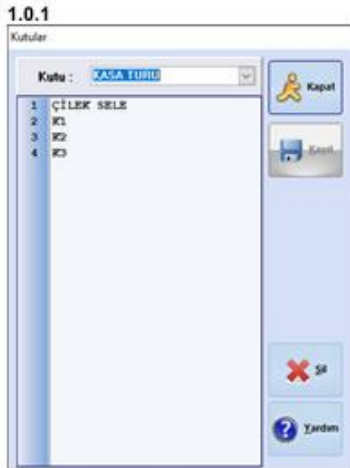 1.0.1
Kutular
Kutu : KASA TURU
Kapat
1 ÇİLEK SELE
2 K1
3 K2
4 K3
Kayıt
Sil
Yardım